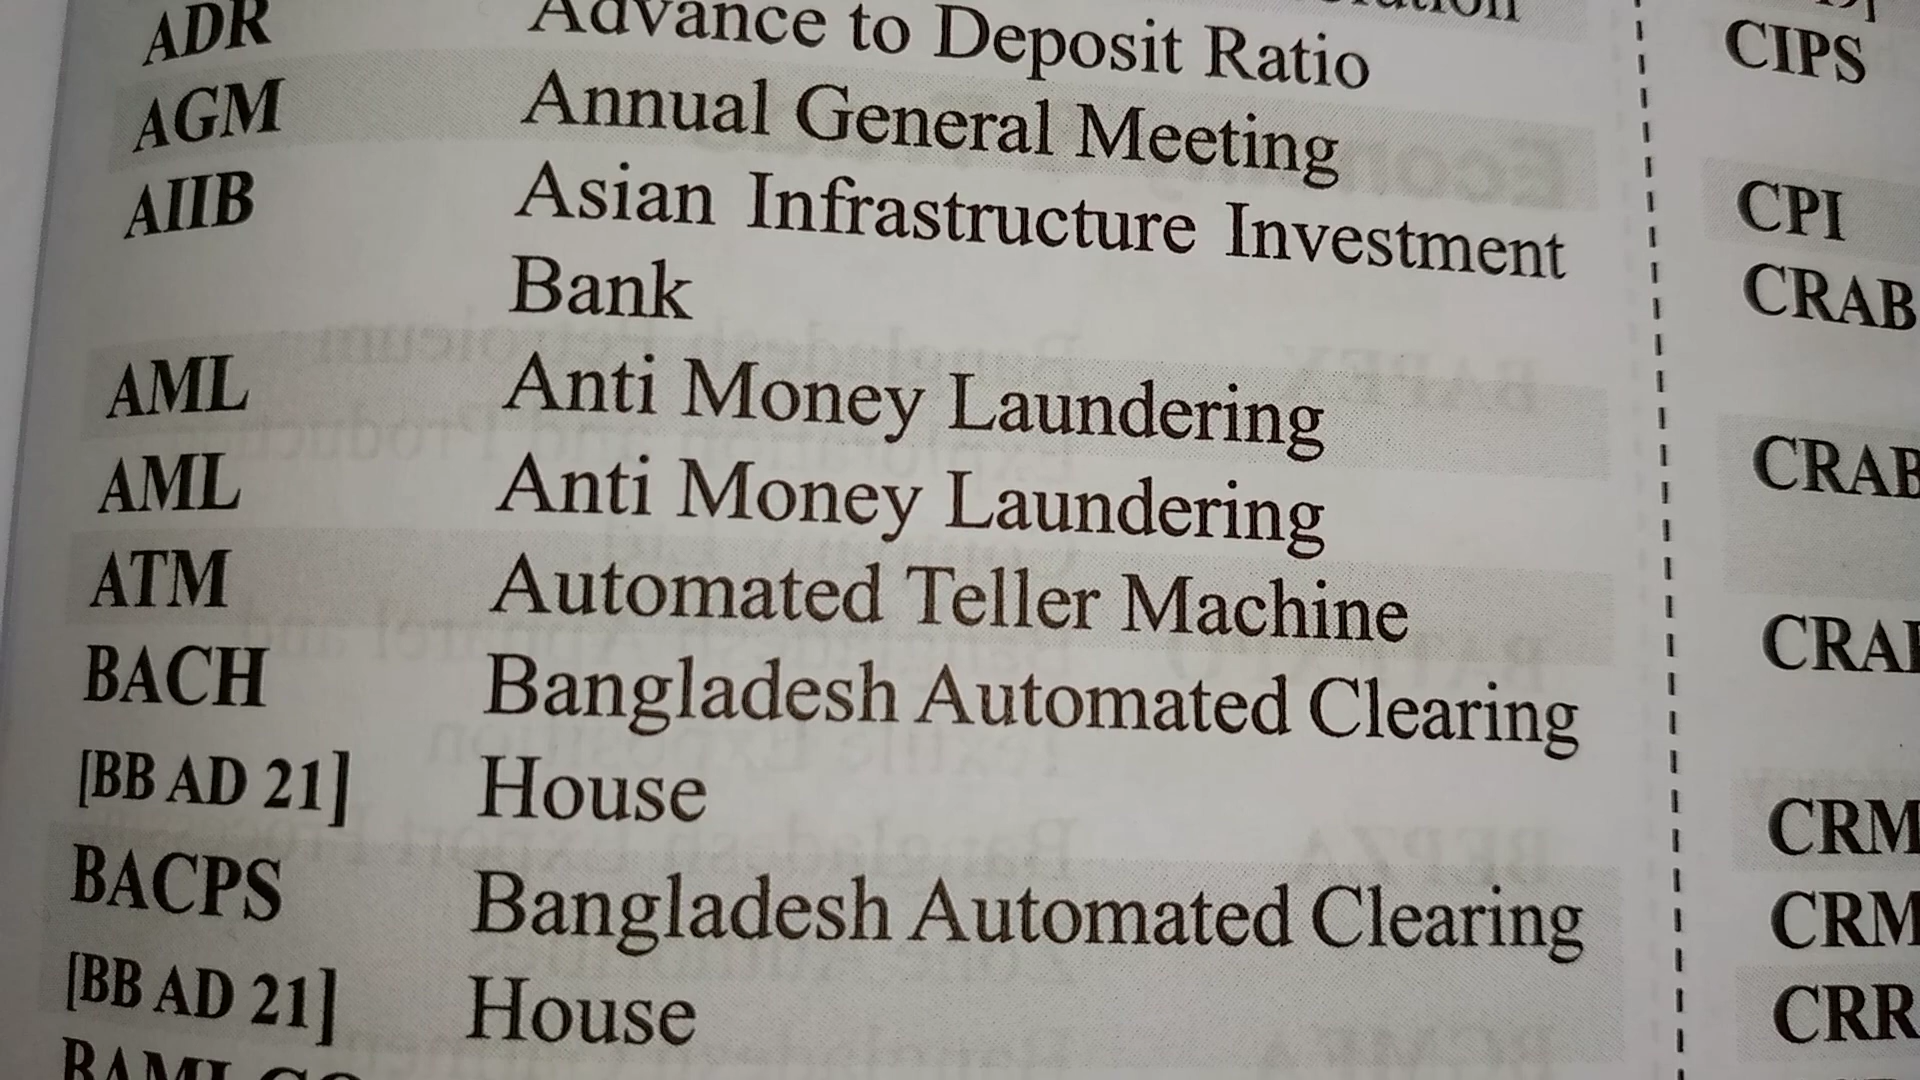 ADR Advance to Deposit Ratio
AGM Annual General Meeting
AIIB Asian Infrastructure Investment
Bank
AML Anti Money Laundering
AML Anti Money Laundering
ATM Automated Teller Machine
BACH Bangladesh Automated Clearing
[BB AD 21] House
BACPS Bangladesh Automated Clearing
[BB AD 21] House
CIPS
CPI
CRAB
CRAB
CRM
CRM
CRR